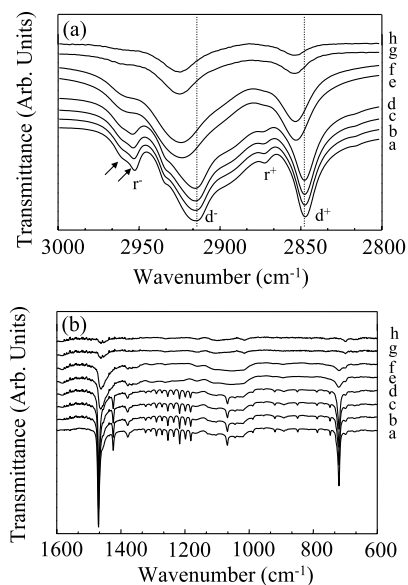 (a)
h
g
f
e
d
c
b
a
r-
d-
r+
d+
Transmittance (Arb. Units)
3000 2950 2900 2850 2800
Wavenumber (cm-1)
(b)
h
g
f
e
d
c
b
a
Transmittance (Arb. Units)
1600 1400 1200 1000 800 600
Wavenumber (cm-1)